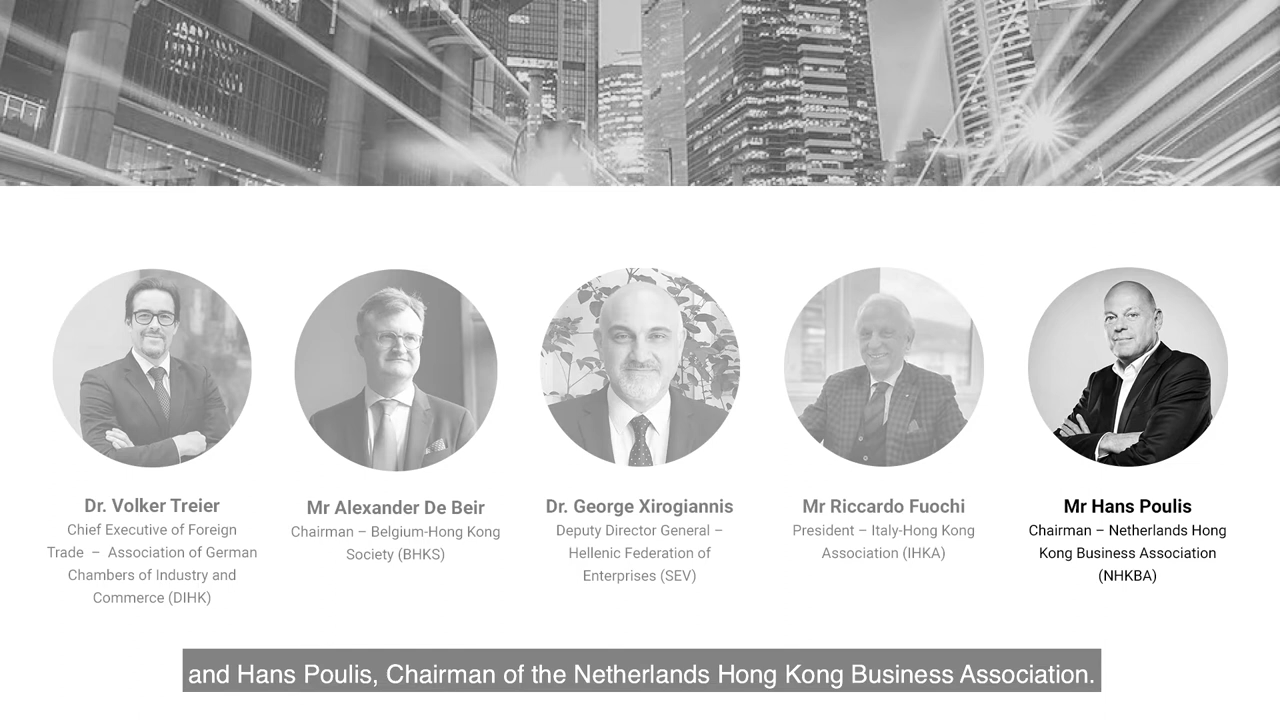 Dr. Volker Treier
Chief Executive of Foreign
Trade – Association of German
Chambers of Industry and
Commerce (DIHK)
Mr Alexander De Beir
Chairman – Belgium-Hong Kong
Society (BHKS)
Dr. George Xirogiannis
Deputy Director General –
Hellenic Federation of
Enterprises (SEV)
Mr Riccardo Fuochi
President – Italy-Hong Kong
Association (IHKA)
Mr Hans Poulis
Chairman – Netherlands Hong
Kong Business Association
(NHKBA)
and Hans Poulis, Chairman of the Netherlands Hong Kong Business Association.